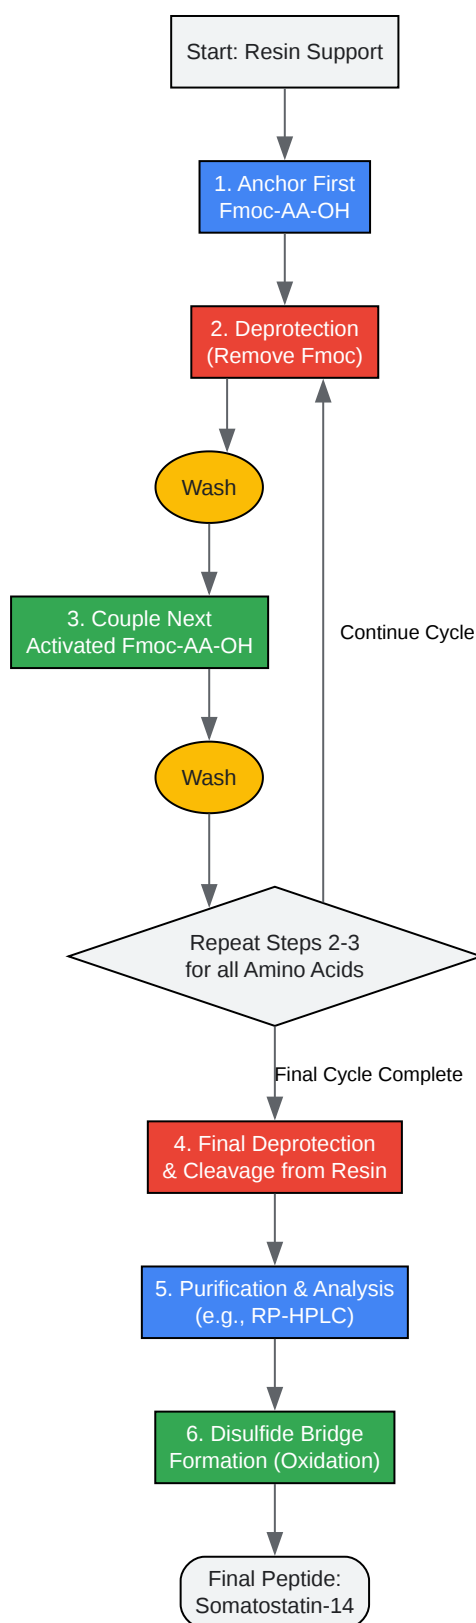 Start: Resin Support
1. Anchor First
Fmoc-AA-OH
2. Deprotection
(Remove Fmoc)
Wash
3. Couple Next
Activated Fmoc-AA-OH
Continue Cycle
Wash
Repeat Steps 2-3
for all Amino Acids
Final Cycle Complete
4. Final Deprotection
& Cleavage from Resin
5. Purification & Analysis
(e.g., RP-HPLC)
6. Disulfide Bridge
Formation (Oxidation)
Final Peptide:
Somatostatin-14